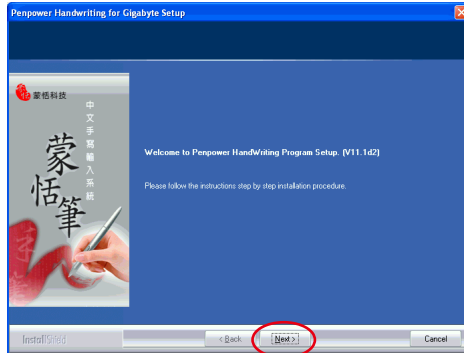 Penpower Handwriting for Gigabyte Setup
蒙恬科技
中文手寫輸入系統
蒙恬筆
Welcome to Penpower HandWriting Program Setup. (V11.1d2)
Please follow the instructions step by step installation procedure.
InstallShield
< Back
Next >
Cancel